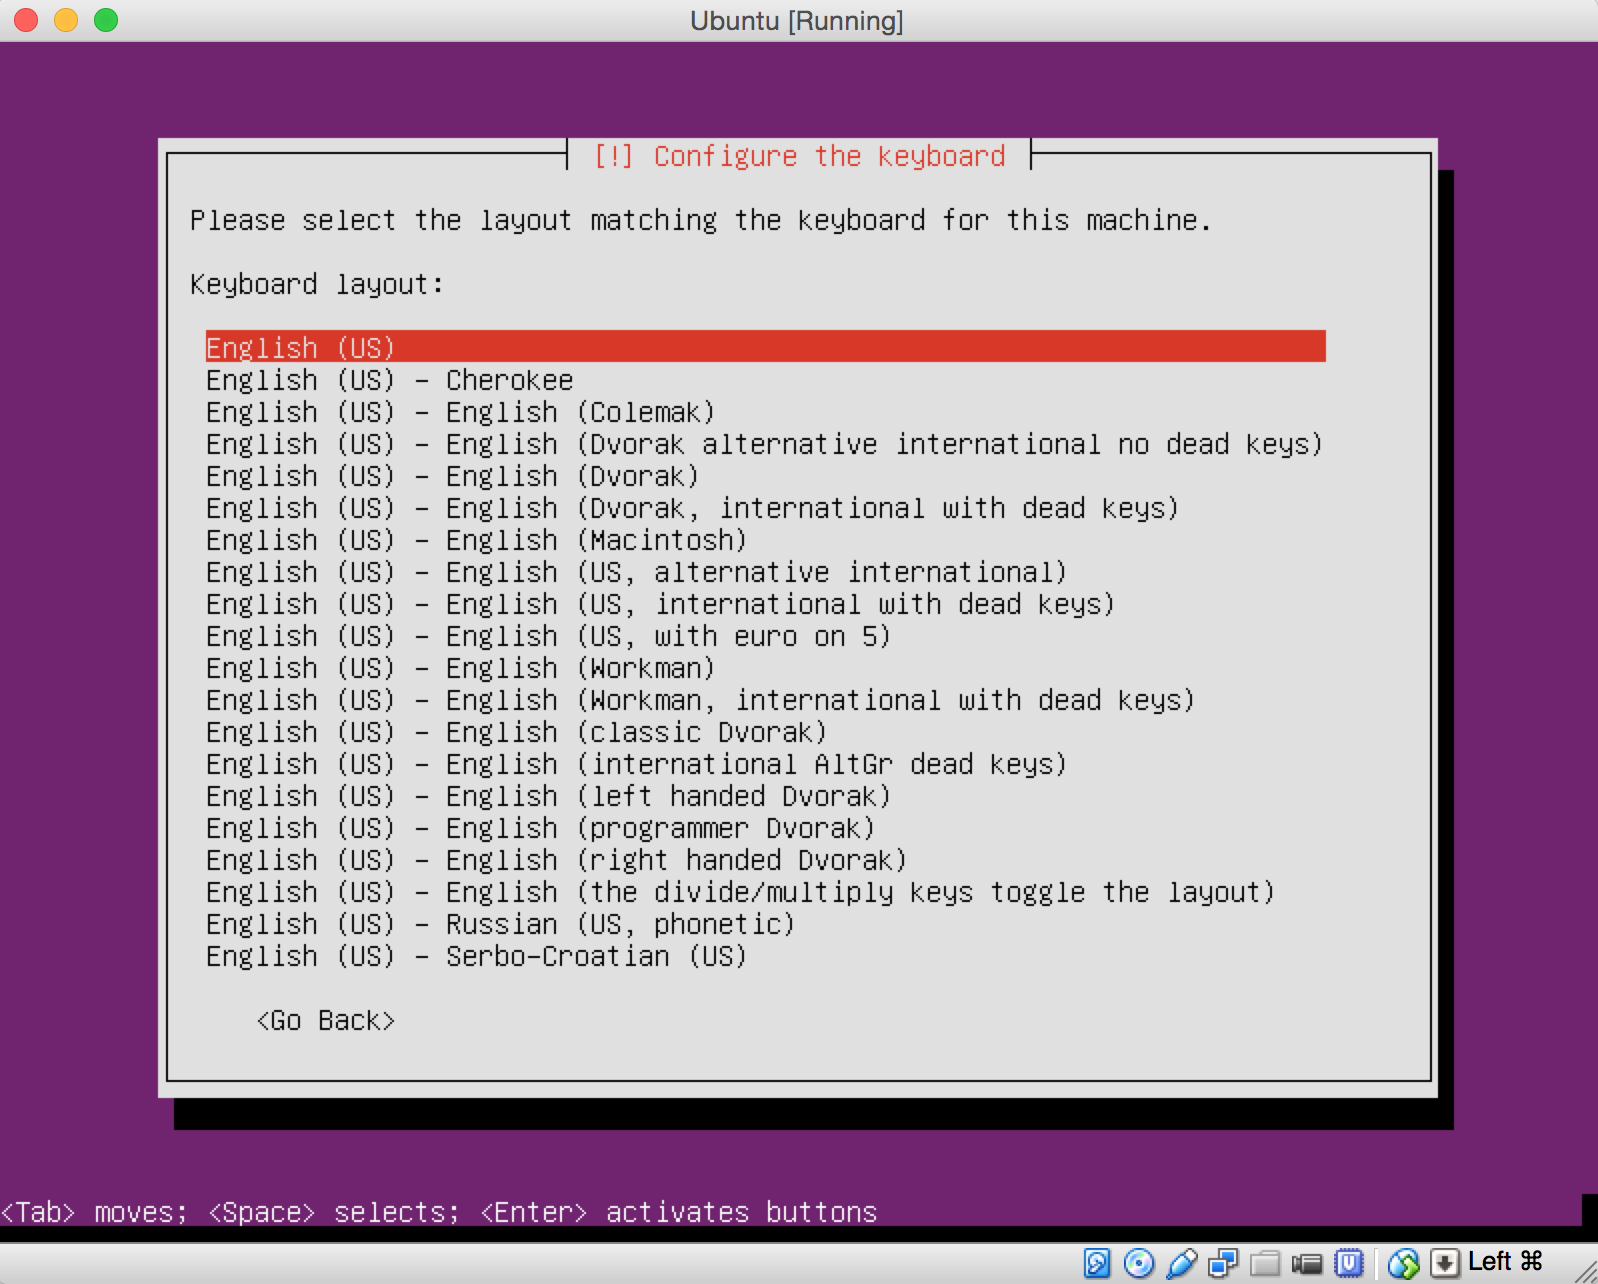 Ubuntu [Running]
[!] Configure the keyboard
Please select the layout matching the keyboard for this machine.
Keyboard layout:
English (US)
English (US) - Cherokee
English (US) - English (Colemak)
English (US) - English (Dvorak alternative international no dead keys)
English (US) - English (Dvorak)
English (US) - English (Dvorak, international with dead keys)
English (US) - English (Macintosh)
English (US) - English (US, alternative international)
English (US) - English (US, international with dead keys)
English (US) - English (US, with euro on 5)
English (US) - English (Workman)
English (US) - English (Workman, international with dead keys)
English (US) - English (classic Dvorak)
English (US) - English (international AltGr dead keys)
English (US) - English (left handed Dvorak)
English (US) - English (programmer Dvorak)
English (US) - English (right handed Dvorak)
English (US) - English (the divide/multiply keys toggle the layout)
English (US) - Russian (US, phonetic)
English (US) - Serbo-Croatian (US)
<Go Back>
<Tab> moves; <Space> selects; <Enter> activates buttons
Left ⌘